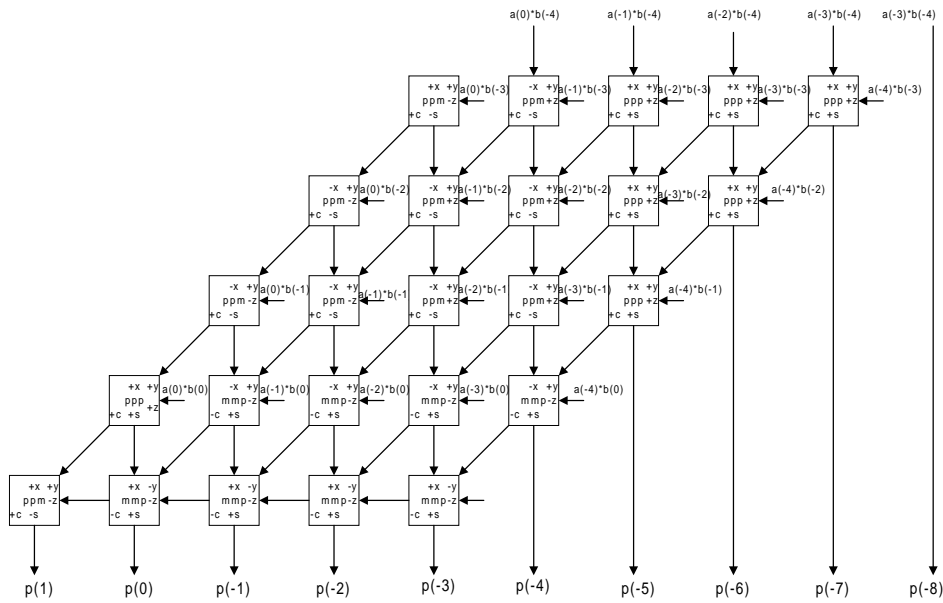 a(0)*b(-4) a(-1)*b(-4) a(-2)*b(-4) a(-3)*b(-4) a(-3)*b(-4)
+x +y a(0)*b(-3) -x +y a(-1)*b(-3) +x +y a(-2)*b(-3) +x +y a(-3)*b(-3) +x +y a(-4)*b(-3)
ppm -z ppm +z ppp +z ppp +z ppp +z
+c -s +c -s +c +s +c +s +c +s
-x +y a(0)*b(-2) -x +y a(-1)*b(-2) -x +y a(-2)*b(-2) +x +y a(-3)*b(-2) +x +y a(-4)*b(-2)
ppm -z ppm +z ppm +z ppp +z ppp +z
+c -s +c -s +c -s +c +s +c +s
-x +y a(0)*b(-1) -x +y a(-1)*b(-1 -x +y a(-2)*b(-1 -x +y a(-3)*b(-1) +x +y a(-4)*b(-1)
ppm -z ppm -z ppm +z ppm +z ppp +z
+c -s +c -s +c -s +c -s +c +s
+x +y a(0)*b(0) -x +y a(-1)*b(0) -x +y a(-2)*b(0) -x +y a(-3)*b(0) -x +y a(-4)*b(0)
ppp +z mmp -z mmp -z mmp -z mmp -z
+c +s -c +s -c +s -c +s -c +s
+x +y +x -y +x -y +x -y +x -y
ppm -z mmp -z mmp -z mmp -z mmp -z
+c -s -c +s -c +s -c +s -c +s
p(1) p(0) p(-1) p(-2) p(-3) p(-4) p(-5) p(-6) p(-7) p(-8)